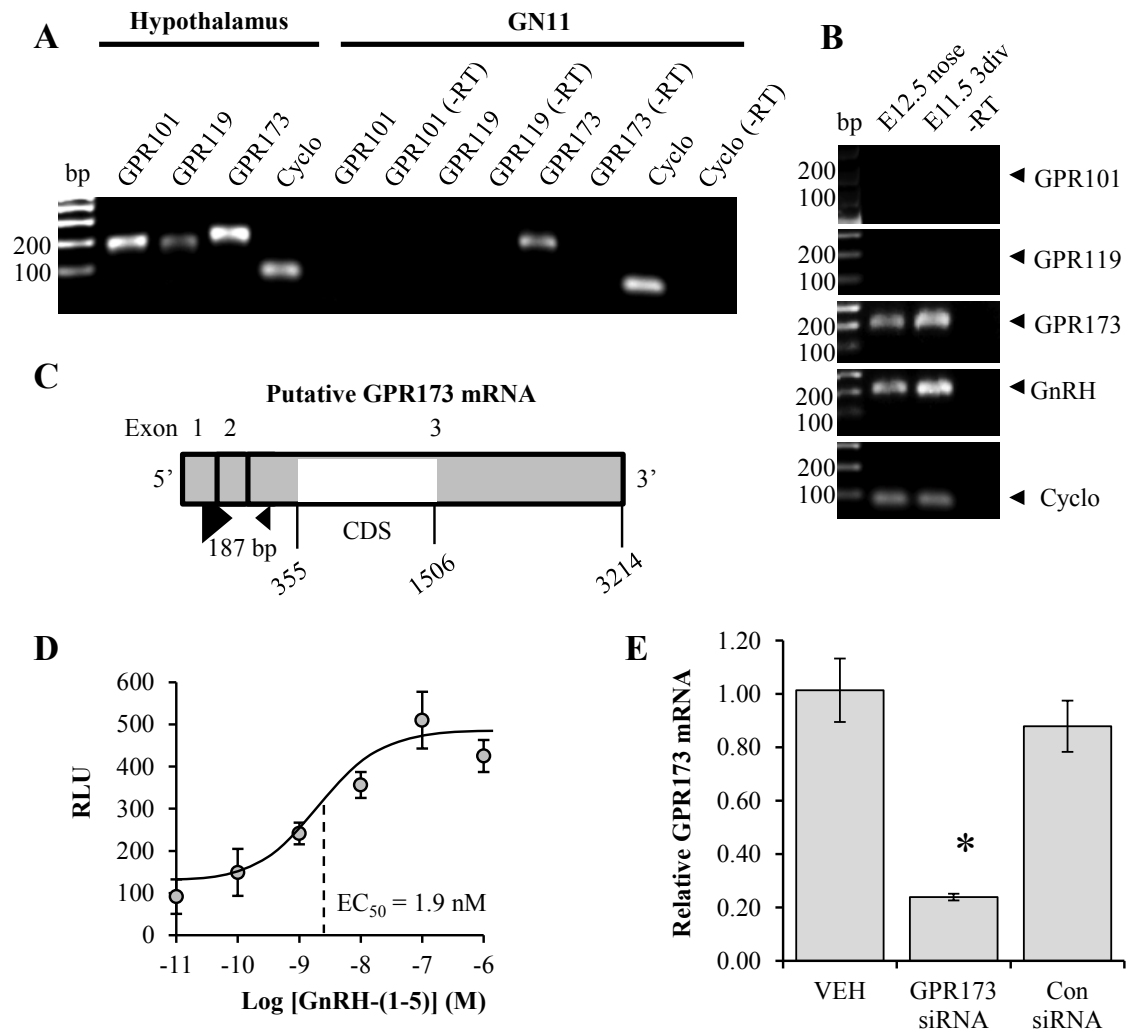 A
Hypothalamus
GN11
bp
GPR101
GPR119
GPR173
Cyclo
GPR101
GPR101 (-RT)
GPR119
GPR119 (-RT)
GPR173
GPR173 (-RT)
Cyclo
Cyclo (-RT)
200
100
B
bp
E12.5 nose
E11.5 3div
-RT
200
100
GPR101
200
100
GPR119
200
100
GPR173
200
100
GnRH
200
100
Cyclo
C
Putative GPR173 mRNA
Exon 1 2 3
5’ 3’
187 bp
CDS
355
1506
3214
D
600
500
400
300
200
100
0
RLU
EC50 = 1.9 nM
-11 -10 -9 -8 -7 -6
Log [GnRH-(1-5)] (M)
E
1.20
1.00
0.80
0.60
0.40
0.20
0.00
Relative GPR173 mRNA
*
VEH
GPR173
siRNA
Con
siRNA